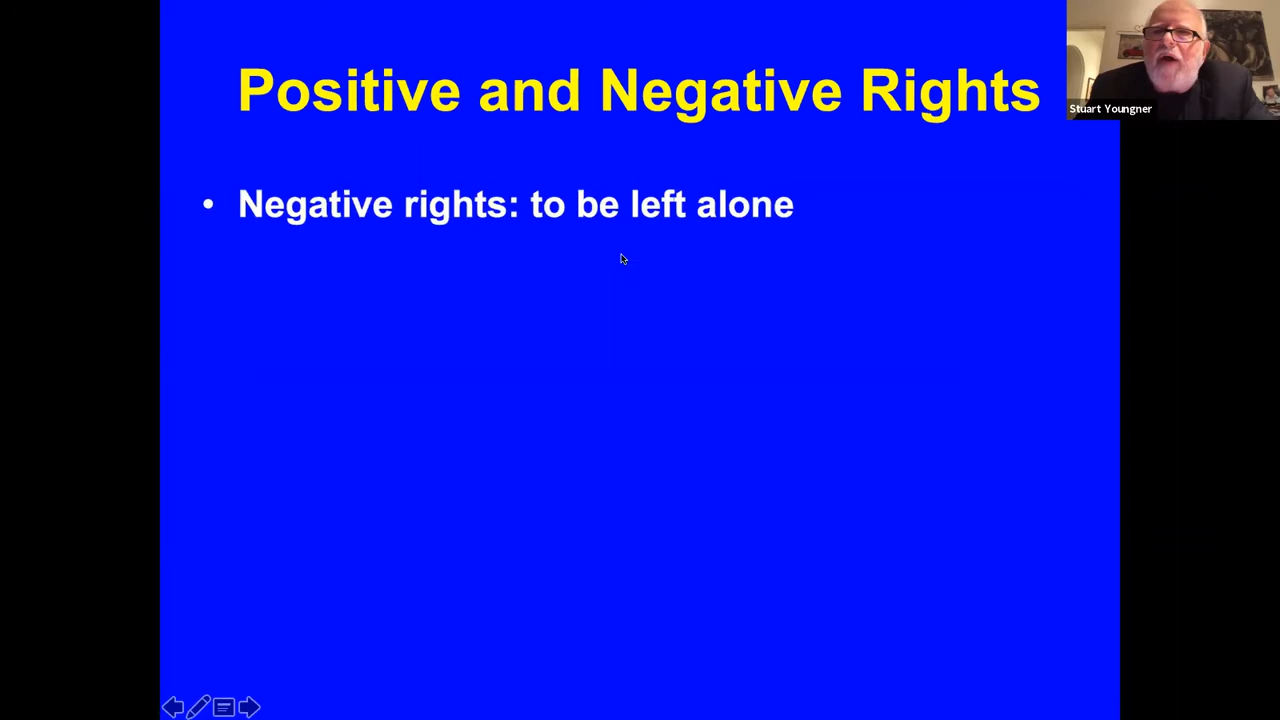 Positive and Negative Rights
Stuart Youngner
• Negative rights: to be left alone